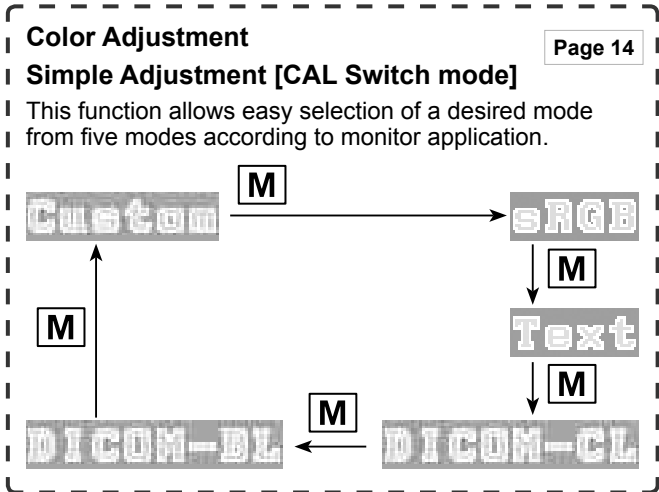 Color Adjustment
Page 14
Simple Adjustment [CAL Switch mode]
This function allows easy selection of a desired mode
from five modes according to monitor application.
M
Custom
sRGB
M
M
Text
M
M
DICOM-BL
DICOM-CL